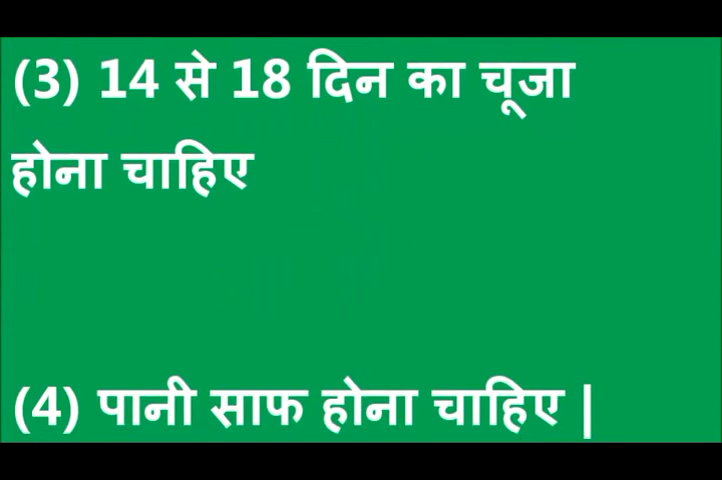 (3) 14 से 18 दिन का चूजा
होना चाहिए
(4) पानी साफ होना चाहिए |